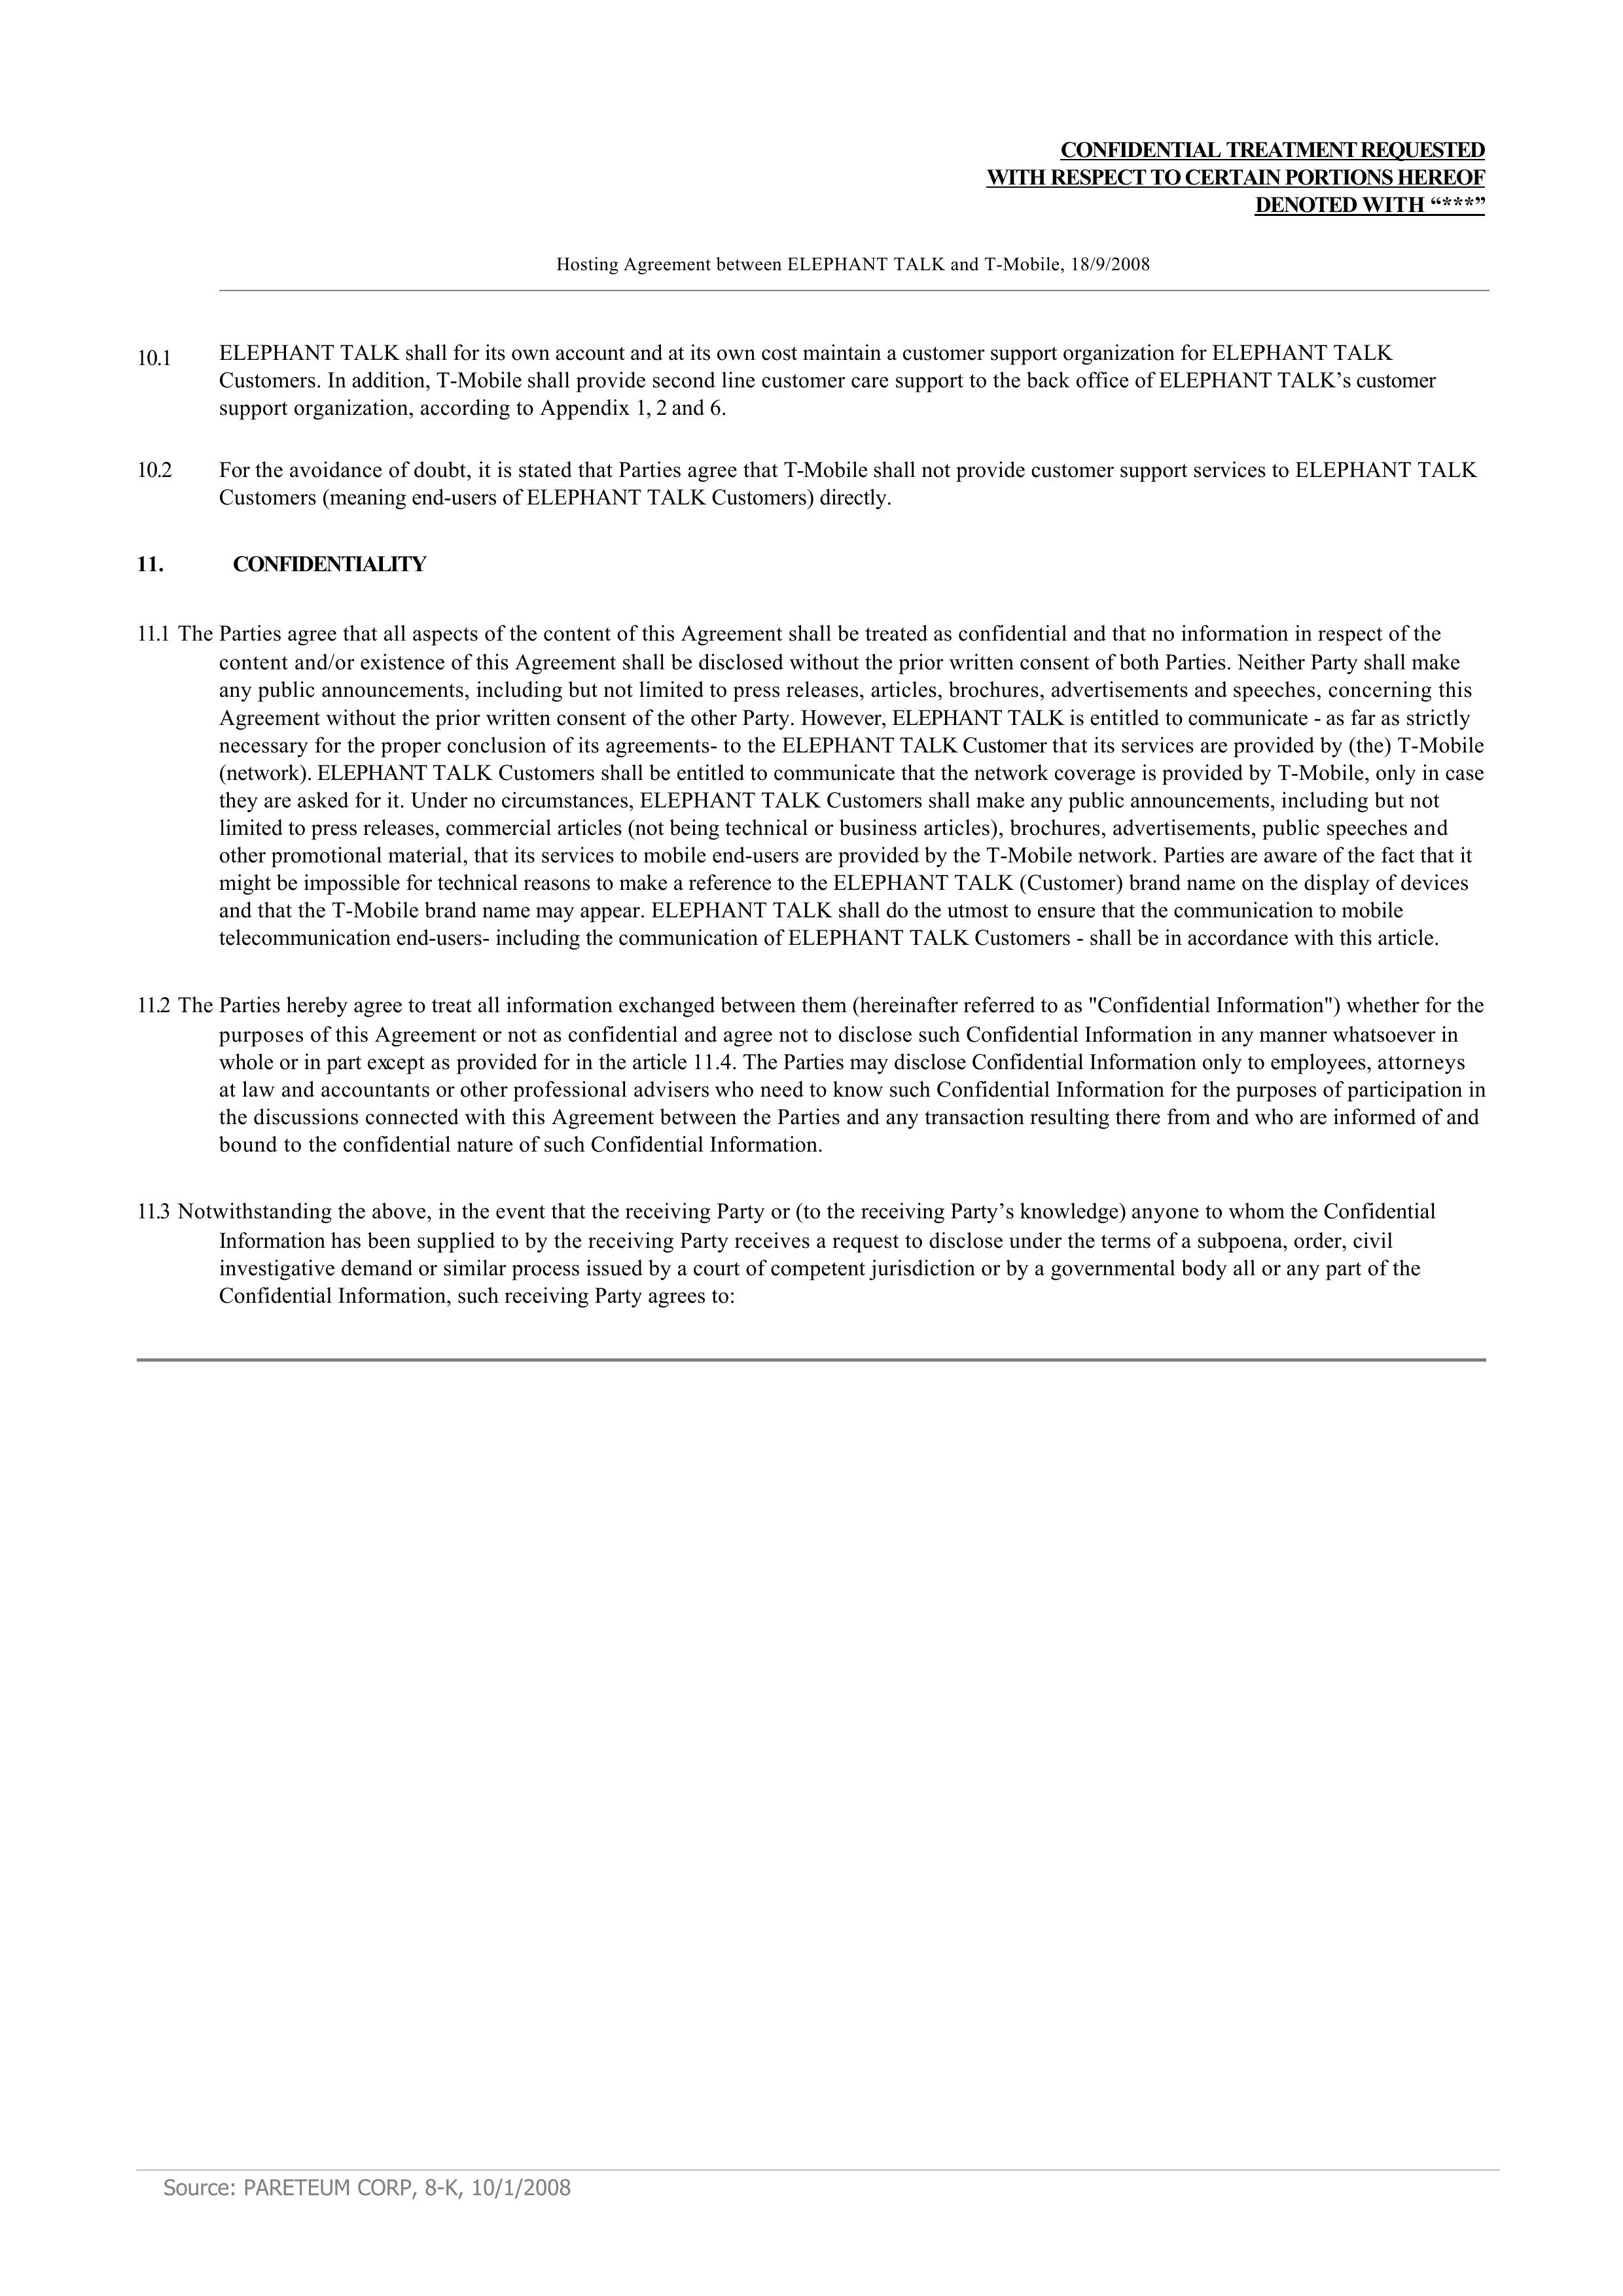 CONFIDENTIAL TREATMENT REQUESTED
WITH RESPECT TO CERTAIN PORTIONS HEREOF
DENOTED WITH “***”
Hosting Agreement between ELEPHANT TALK and T-Mobile, 18/9/2008
10.1 ELEPHANT TALK shall for its own account and at its own cost maintain a customer support organization for ELEPHANT TALK
Customers. In addition, T-Mobile shall provide second line customer care support to the back office of ELEPHANT TALK’s customer
support organization, according to Appendix 1, 2 and 6.
10.2 For the avoidance of doubt, it is stated that Parties agree that T-Mobile shall not provide customer support services to ELEPHANT TALK
Customers (meaning end-users of ELEPHANT TALK Customers) directly.
11. CONFIDENTIALITY
11.1 The Parties agree that all aspects of the content of this Agreement shall be treated as confidential and that no information in respect of the
content and/or existence of this Agreement shall be disclosed without the prior written consent of both Parties. Neither Party shall make
any public announcements, including but not limited to press releases, articles, brochures, advertisements and speeches, concerning this
Agreement without the prior written consent of the other Party. However, ELEPHANT TALK is entitled to communicate - as far as strictly
necessary for the proper conclusion of its agreements- to the ELEPHANT TALK Customer that its services are provided by (the) T-Mobile
(network). ELEPHANT TALK Customers shall be entitled to communicate that the network coverage is provided by T-Mobile, only in case
they are asked for it. Under no circumstances, ELEPHANT TALK Customers shall make any public announcements, including but not
limited to press releases, commercial articles (not being technical or business articles), brochures, advertisements, public speeches and
other promotional material, that its services to mobile end-users are provided by the T-Mobile network. Parties are aware of the fact that it
might be impossible for technical reasons to make a reference to the ELEPHANT TALK (Customer) brand name on the display of devices
and that the T-Mobile brand name may appear. ELEPHANT TALK shall do the utmost to ensure that the communication to mobile
telecommunication end-users- including the communication of ELEPHANT TALK Customers - shall be in accordance with this article.
11.2 The Parties hereby agree to treat all information exchanged between them (hereinafter referred to as "Confidential Information") whether for the
purposes of this Agreement or not as confidential and agree not to disclose such Confidential Information in any manner whatsoever in
whole or in part except as provided for in the article 11.4. The Parties may disclose Confidential Information only to employees, attorneys
at law and accountants or other professional advisers who need to know such Confidential Information for the purposes of participation in
the discussions connected with this Agreement between the Parties and any transaction resulting there from and who are informed of and
bound to the confidential nature of such Confidential Information.
11.3 Notwithstanding the above, in the event that the receiving Party or (to the receiving Party’s knowledge) anyone to whom the Confidential
Information has been supplied to by the receiving Party receives a request to disclose under the terms of a subpoena, order, civil
investigative demand or similar process issued by a court of competent jurisdiction or by a governmental body all or any part of the
Confidential Information, such receiving Party agrees to:
Source: PARETEUM CORP, 8-K, 10/1/2008